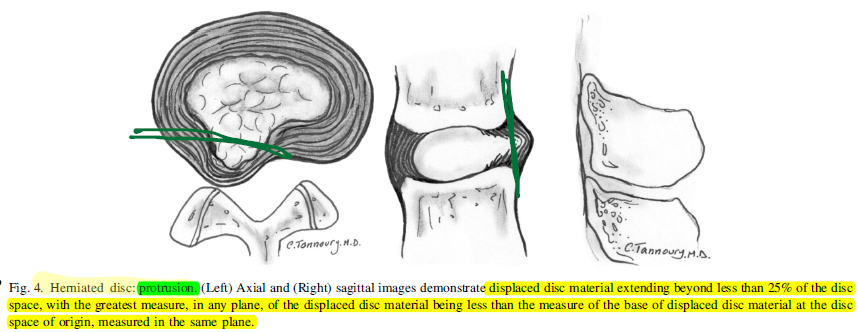 C.Tannoury.M.D.
C.Tannoury.M.D.
Fig. 4. Herniated disc: protrusion. (Left) Axial and (Right) sagittal images demonstrate displaced disc material extending beyond less than 25% of the disc
space, with the greatest measure, in any plane, of the displaced disc material being less than the measure of the base of displaced disc material at the disc
space of origin, measured in the same plane.